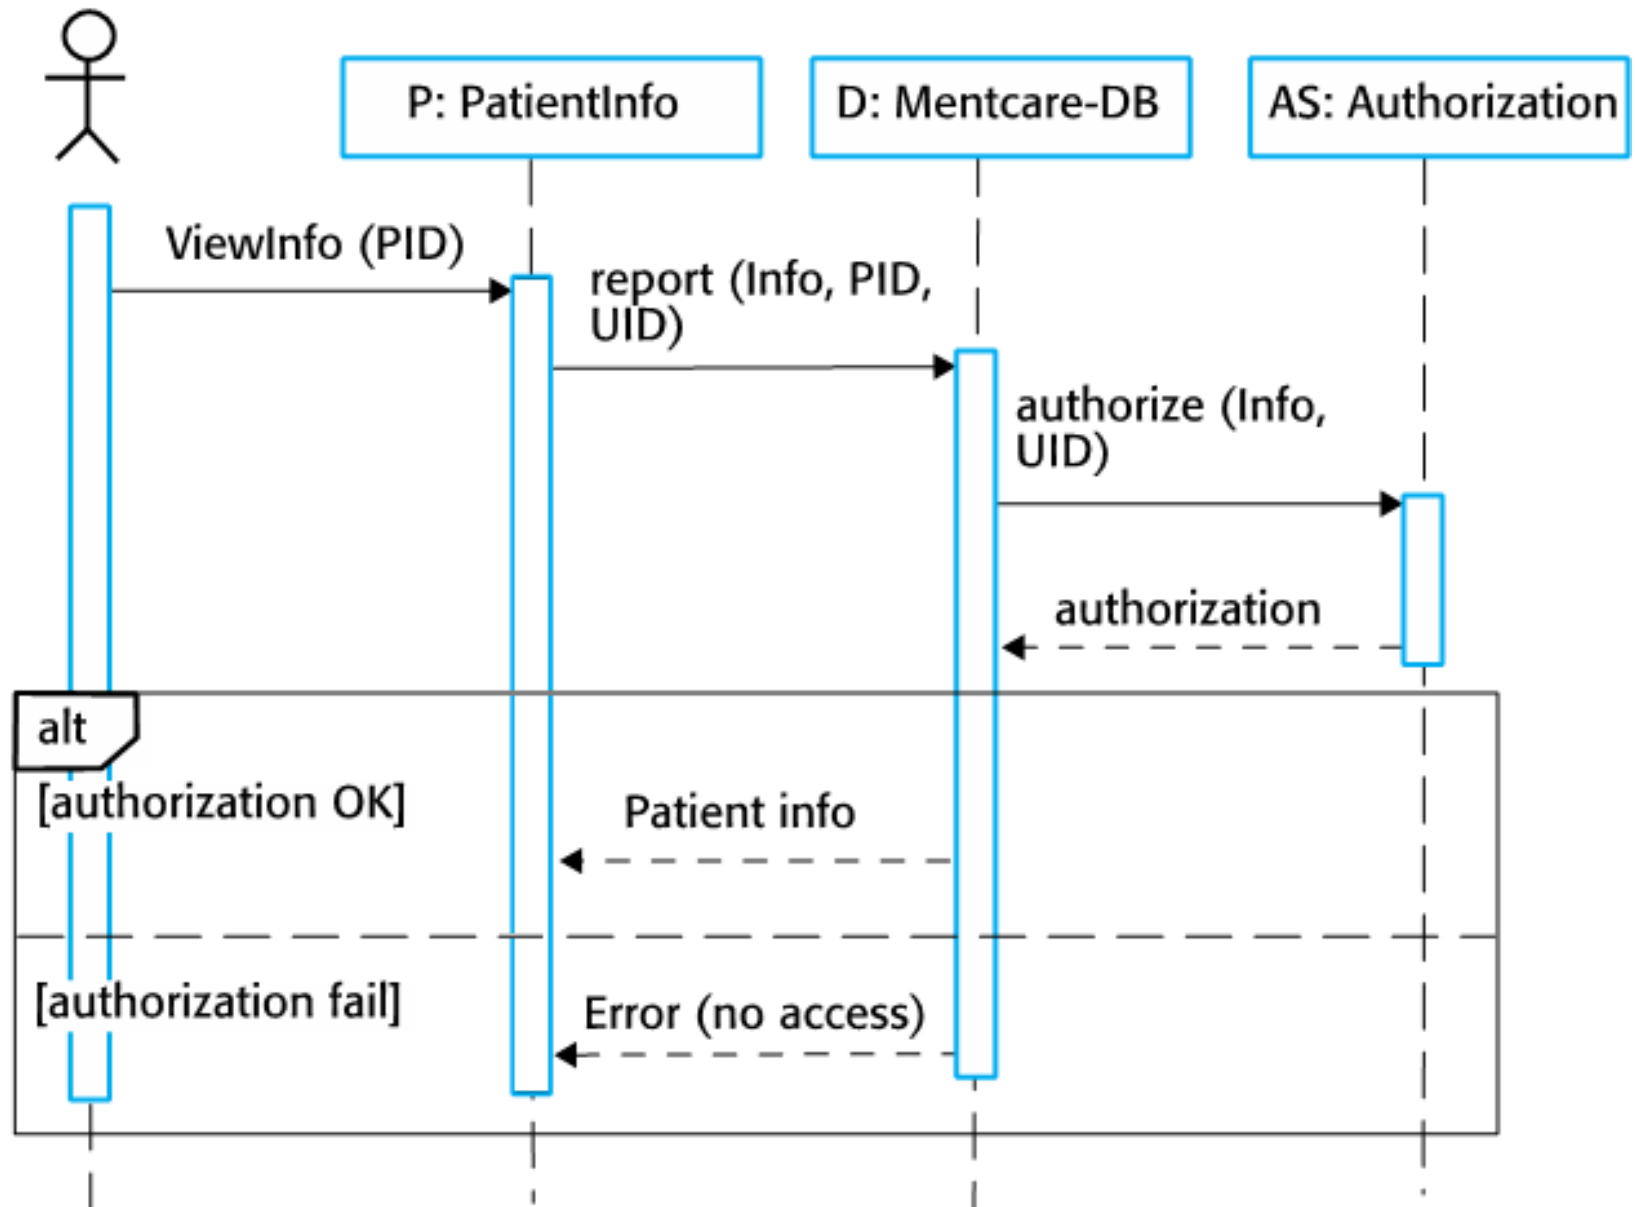 P: PatientInfo
D: Mentcare-DB
AS: Authorization
ViewInfo (PID)
report (Info, PID,
UID)
authorize (Info,
UID)
authorization
alt
[authorization OK]
Patient info
[authorization fail]
Error (no access)